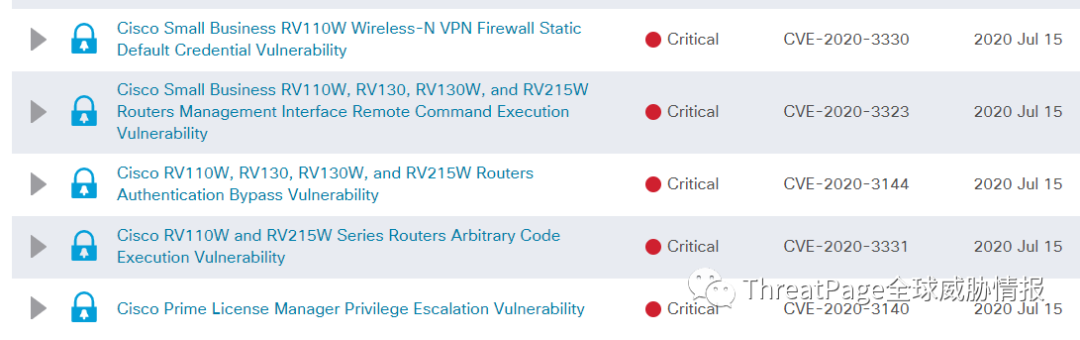 Cisco Small Business RV110W Wireless-N VPN Firewall Static
Default Credential Vulnerability
Critical
CVE-2020-3330
2020 Jul 15
Cisco Small Business RV110W, RV130, RV130W, and RV215W
Routers Management Interface Remote Command Execution
Vulnerability
Critical
CVE-2020-3323
2020 Jul 15
Cisco RV110W, RV130, RV130W, and RV215W Routers
Authentication Bypass Vulnerability
Critical
CVE-2020-3144
2020 Jul 15
Cisco RV110W and RV215W Series Routers Arbitrary Code
Execution Vulnerability
Critical
CVE-2020-3331
2020 Jul 15
Cisco Prime License Manager Privilege Escalation Vulnerability
Critical
CVE-2020-3140
2020 Jul 15
ThreatPage全球威胁情报